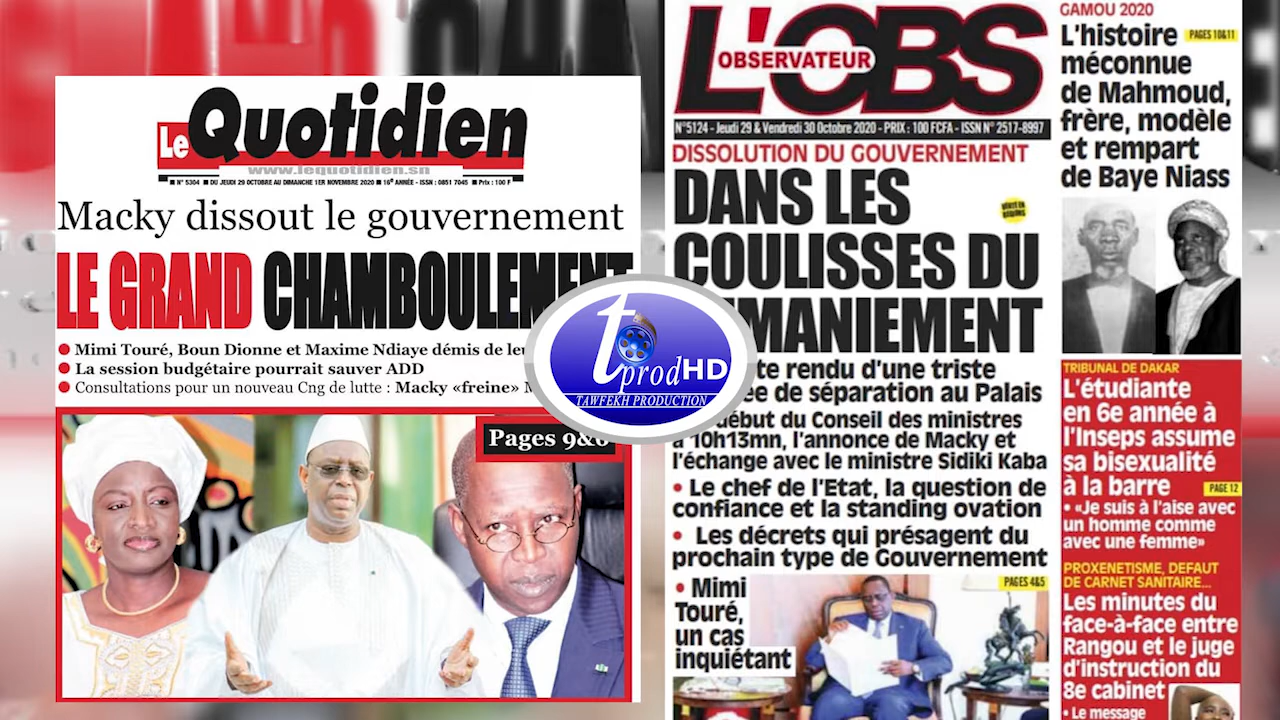 Le Quotidien
www.lequotidien.sn
■ N° 5304 ■ DU JEUDI 29 OCTOBRE AU DIMANCHE 1ER NOVEMBRE 2020 ■ 16e ANNÉE - ISSN : 0851 7045 ■ Prix : 100 F
Macky dissout le gouvernement
LE GRAND CHAMBOULEMENT
● Mimi Touré, Boun Dionne et Maxime Ndiaye démis de
● La session budgétaire pourrait sauver ADD
● Consultations pour un nouveau Cng de lutte : Macky «freine»
Pages 9&
tprodHD
TAWFEKH PRODUCTION
L'OBS
L'OBSERVATEUR
N°5124 - Jeudi 29 & Vendredi 30 Octobre 2020 - PRIX : 100 FCFA - ISSN N° 2517-8997
DISSOLUTION DU GOUVERNEMENT
DANS LES
COULISSES DU
MANIEMENT
te rendu d'une triste
ée de séparation au Palais
début du Conseil des ministres
à 10h13mn, l'annonce de Macky et
l'échange avec le ministre Sidiki Kaba
• Le chef de l'Etat, la question de
confiance et la standing ovation
• Les décrets qui présagent du
prochain type de Gouvernement
• Mimi
Touré,
un cas
inquiétant
PAGES 4&5
GAMOU 2020
L'histoire
PAGES 10&11
méconnue
de Mahmoud,
frère, modèle
et rempart
de Baye Niass
TRIBUNAL DE DAKAR
L'étudiante
en 6e année à
l'Inseps assume
sa bisexualité
à la barre
PAGE 12
• «Je suis à l'aise avec
un homme comme
avec une femme»
PROXENETISME, DEFAUT
DE CARNET SANITAIRE...
Les minutes du
face-à-face entre
Rangou et le juge
d'instruction du
8e cabinet
• Le message